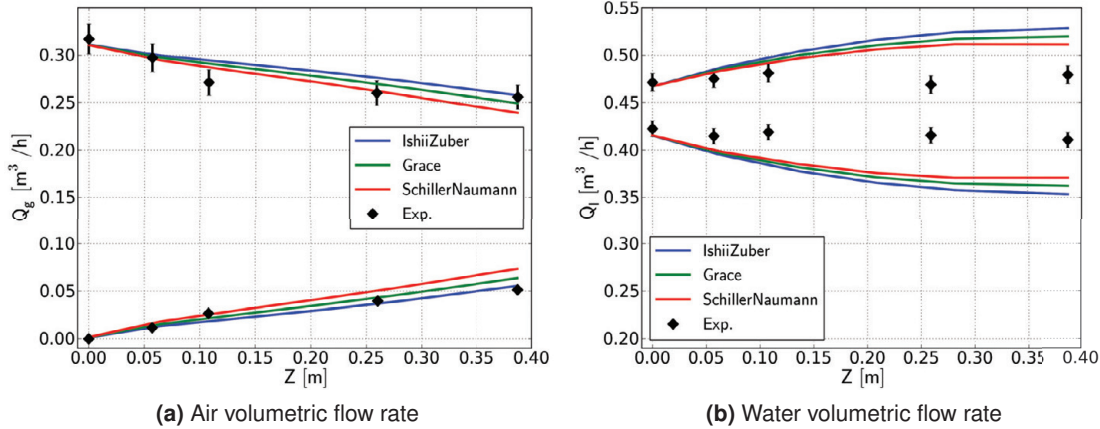 0.30
0.25
0.20
0.15
0.10
0.05
0.00
Q_g [m^3 /h]
IshiiZuber
Grace
SchillerNaumann
Exp.
0.00 0.05 0.10 0.15 0.20 0.25 0.30 0.35 0.40
Z [m]
(a) Air volumetric flow rate
0.55
0.50
0.45
0.40
0.35
0.50
0.25
0.20
Q_l [m^3 /h]
IshiiZuber
Grace
SchillerNaumann
Exp.
0.00 0.05 0.10 0.15 0.20 0.25 0.30 0.35 0.40
Z [m]
(b) Water volumetric flow rate